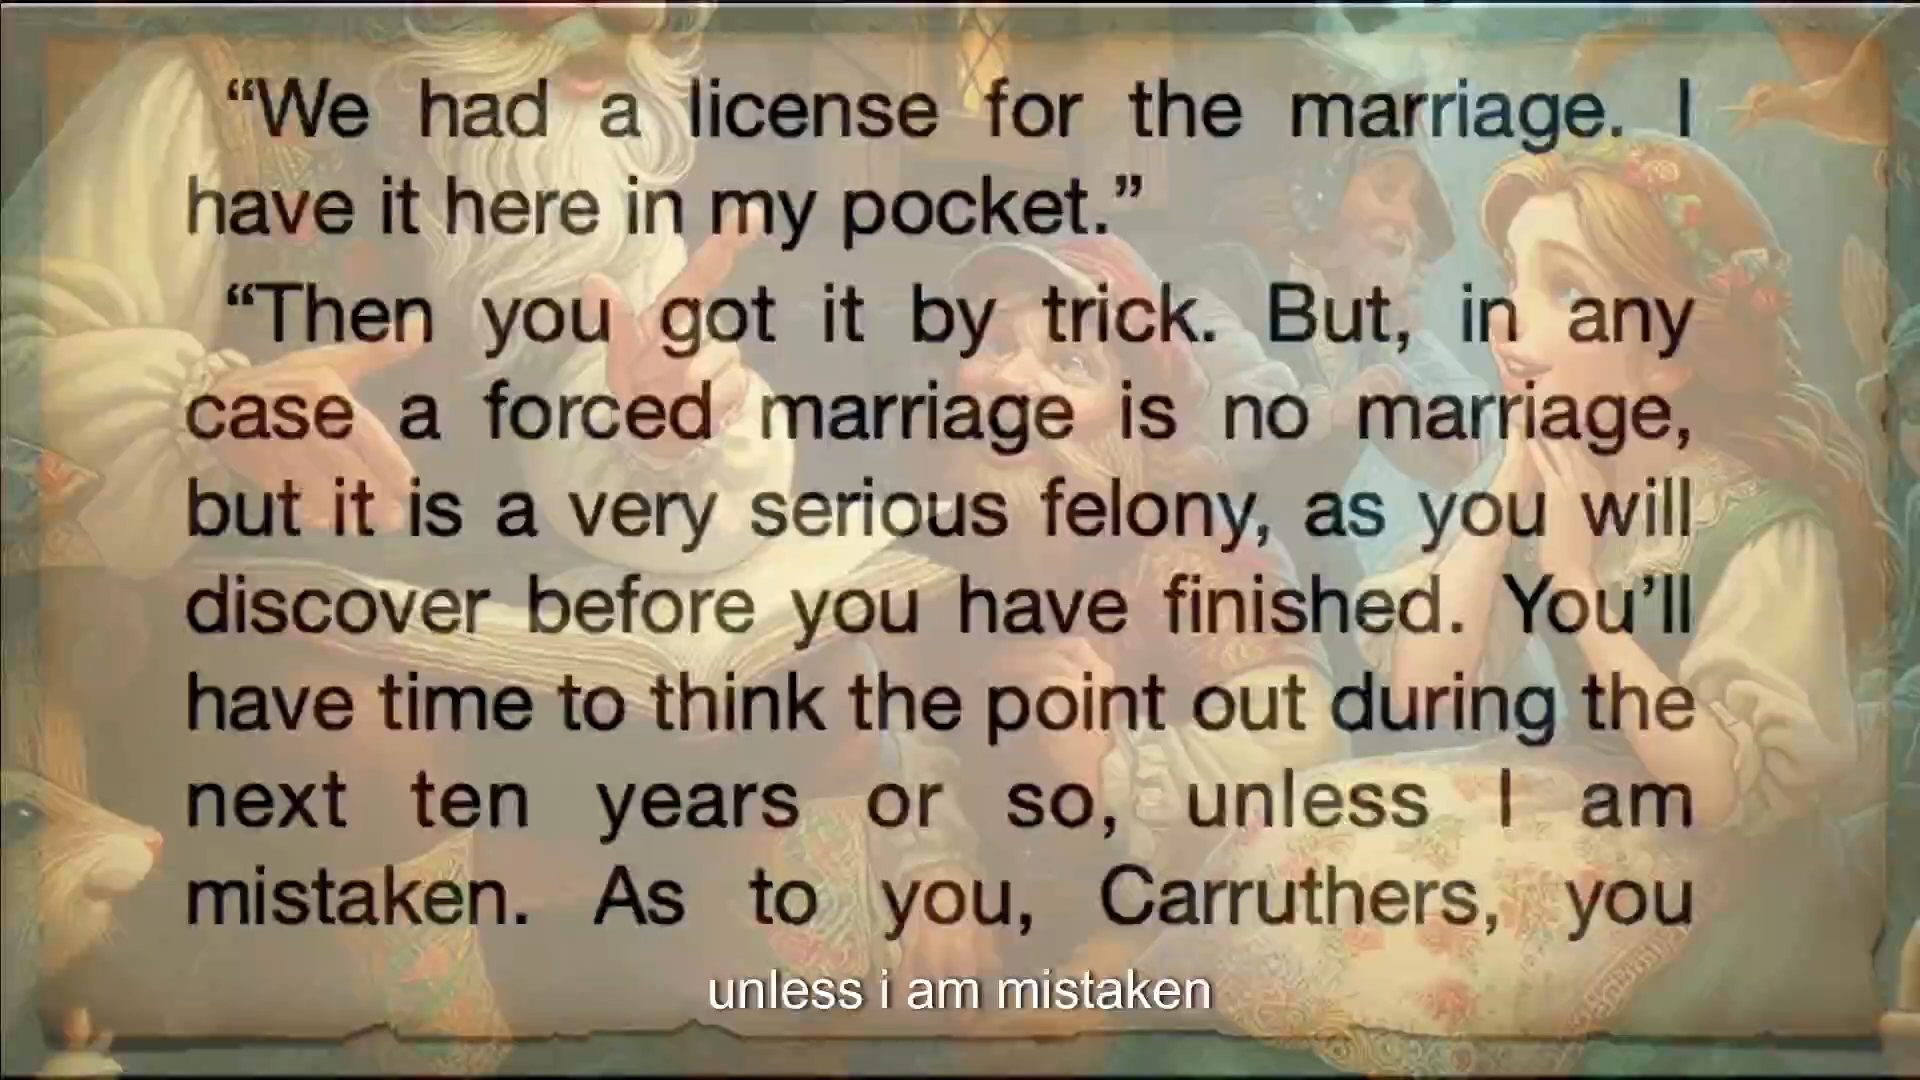 “We had a license for the marriage. I
have it here in my pocket.”
“Then you got it by trick. But, in any
case a forced marriage is no marriage,
but it is a very serious felony, as you will
discover before you have finished. You’ll
have time to think the point out during the
next ten years or so, unless I am
mistaken. As to you, Carruthers, you
unless i am mistaken